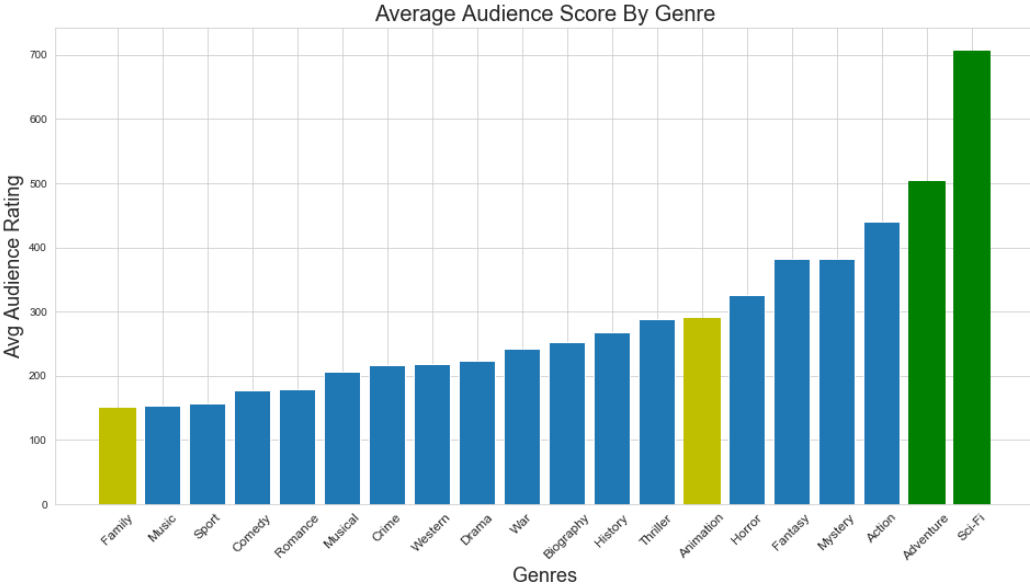 Average Audience Score By Genre
Avg Audience Rating
700
600
500
400
300
200
100
0
Family
Music
Sport
Comedy
Romance
Musical
Crime
Western
Drama
War
Biography
History
Thriller
Animation
Horror
Fantasy
Mystery
Action
Adventure
Sci-Fi
Genres